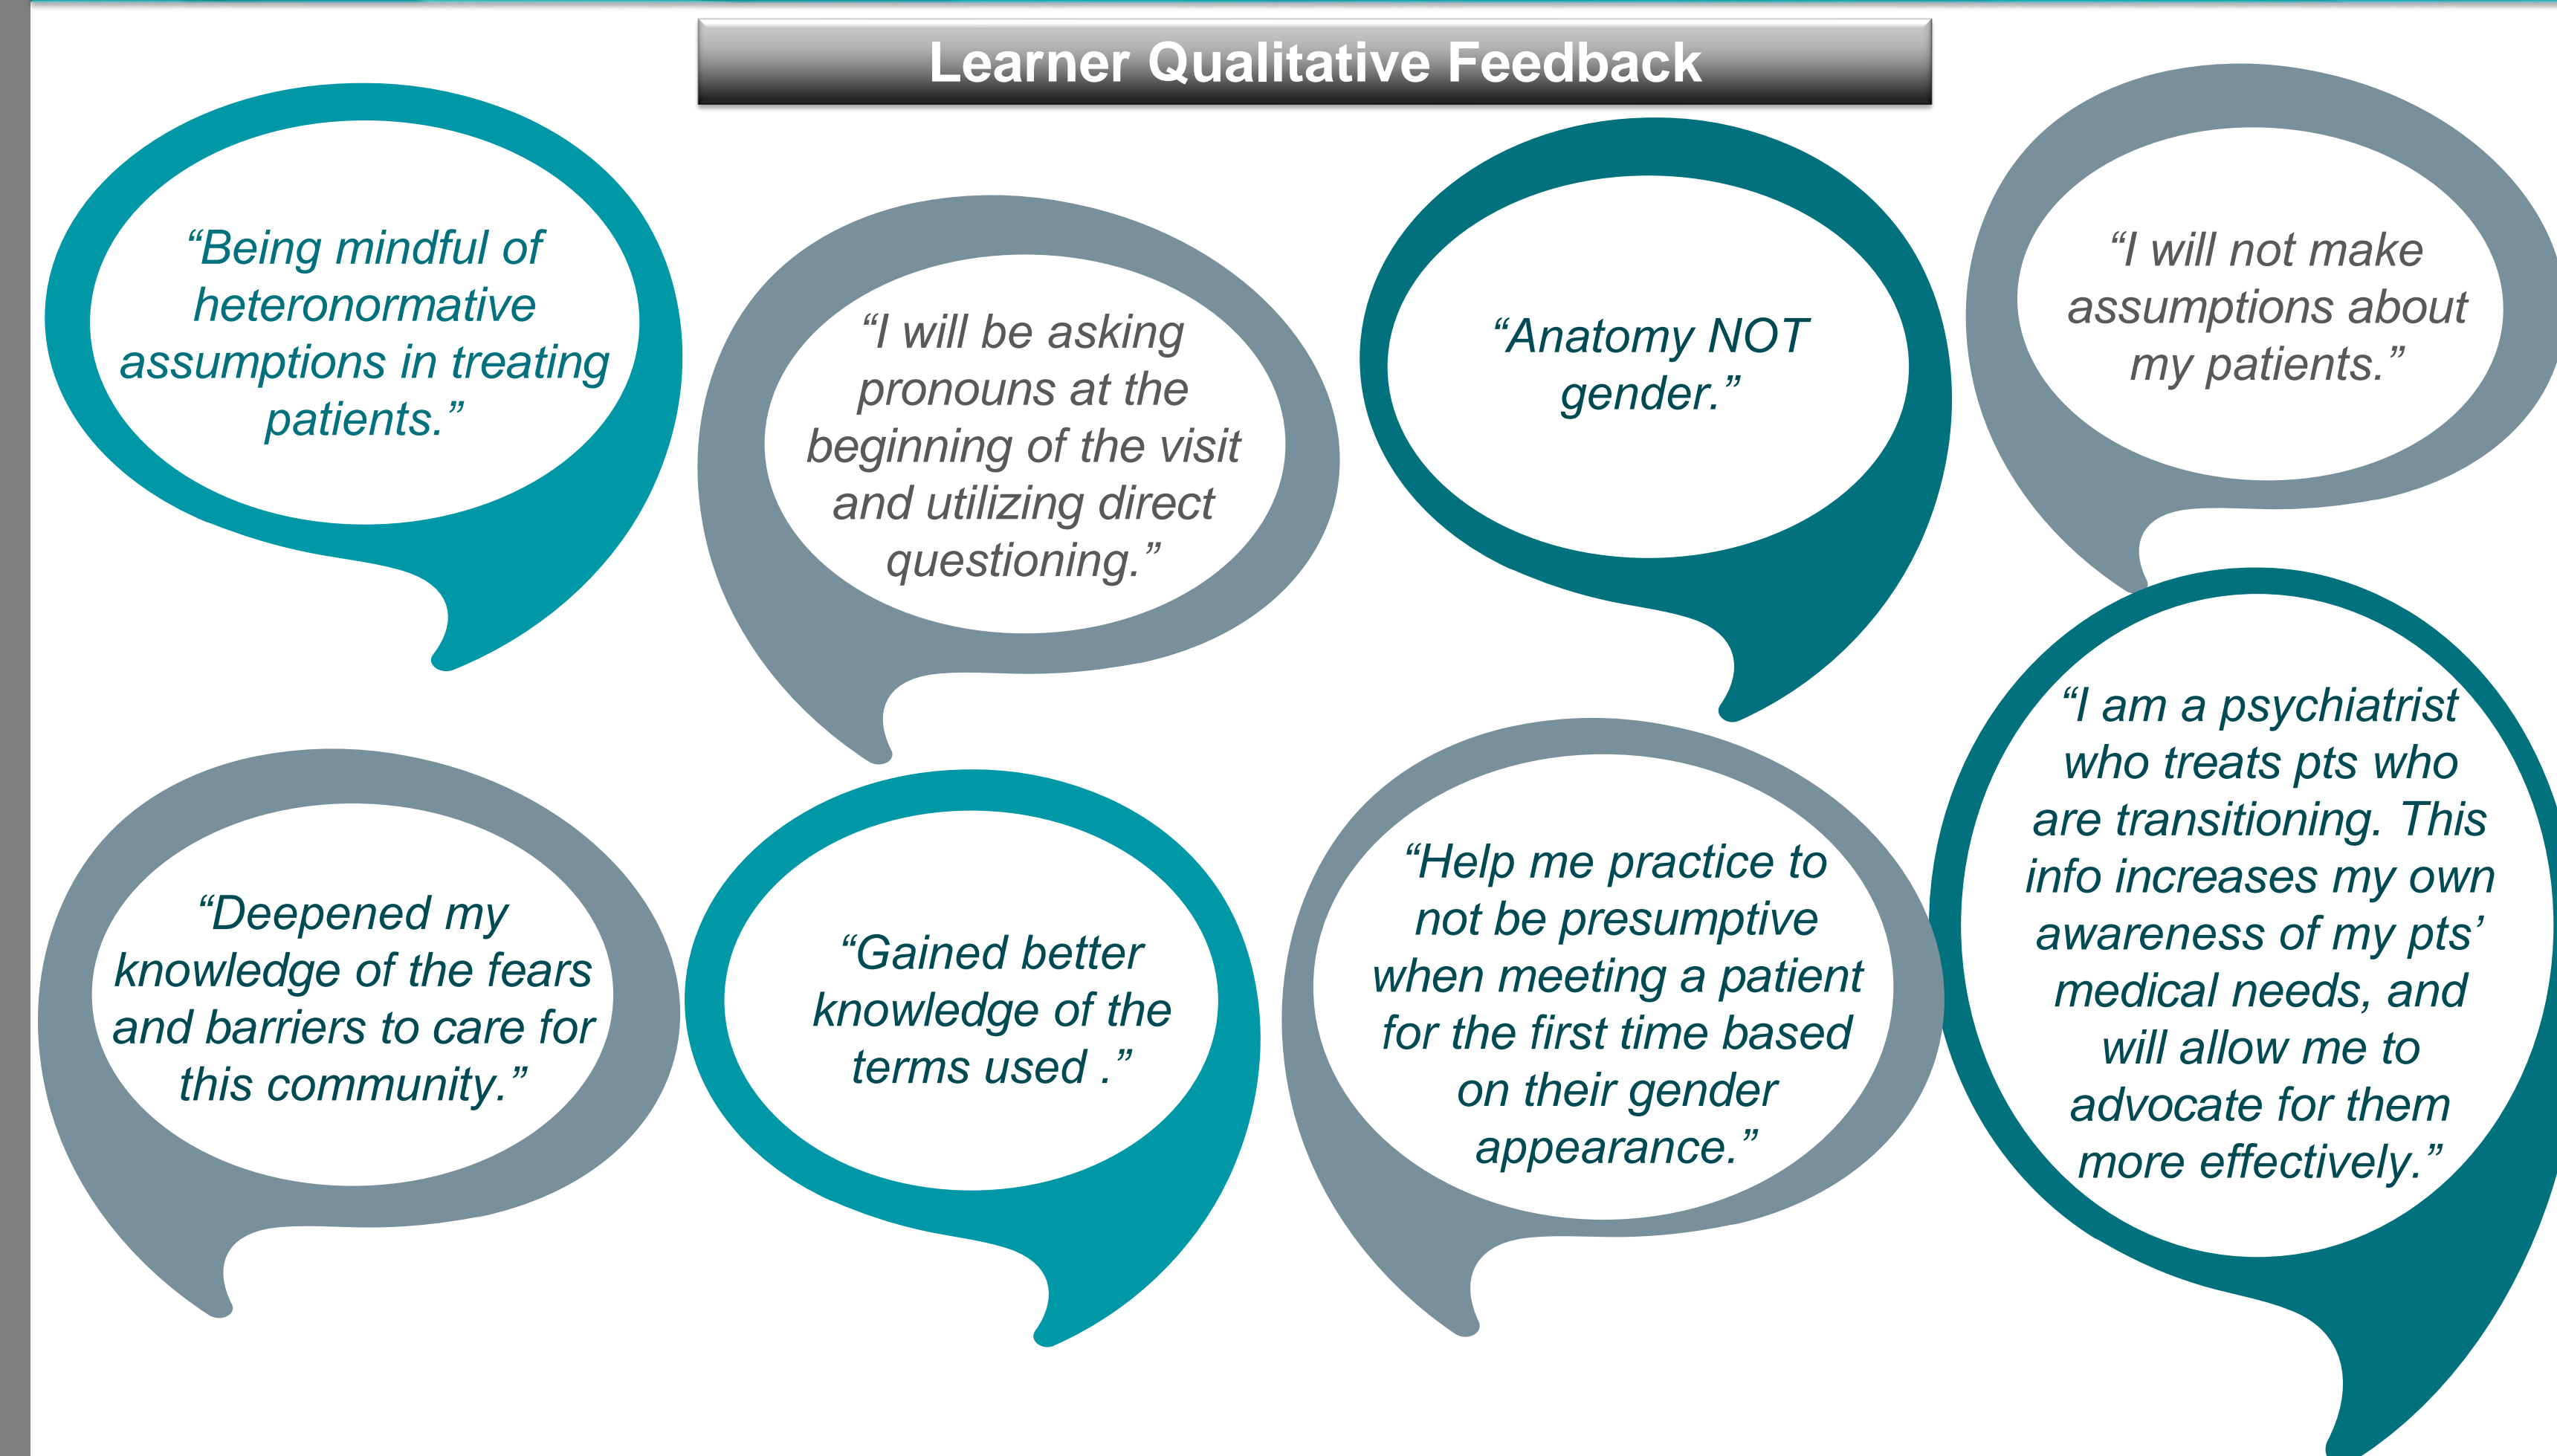 Learner Qualitative Feedback
“Being mindful of
heteronormative
assumptions in treating
patients.”
“I will be asking
pronouns at the
beginning of the visit
and utilizing direct
questioning.”
“Anatomy NOT
gender.”
“I will not make
assumptions about
my patients.”
“Deepened my
knowledge of the fears
and barriers to care for
this community.”
“Gained better
knowledge of the
terms used .”
“Help me practice to
not be presumptive
when meeting a patient
for the first time based
on their gender
appearance.”
“I am a psychiatrist
who treats pts who
are transitioning. This
info increases my own
awareness of my pts’
medical needs, and
will allow me to
advocate for them
more effectively.”